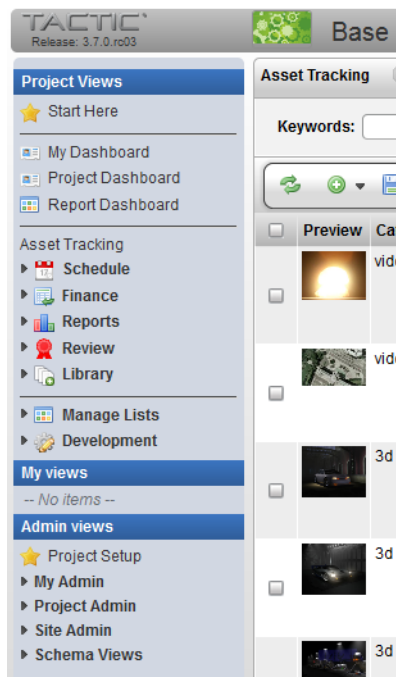 TACTIC
Release: 3.7.0.rc03
Base
Project Views
Start Here
My Dashboard
Project Dashboard
Report Dashboard
Asset Tracking
Schedule
Finance
Reports
Review
Library
Manage Lists
Development
My views
-- No items --
Admin views
Project Setup
My Admin
Project Admin
Site Admin
Schema Views
Asset Tracking
Keywords:
Preview
3d
3d
3d